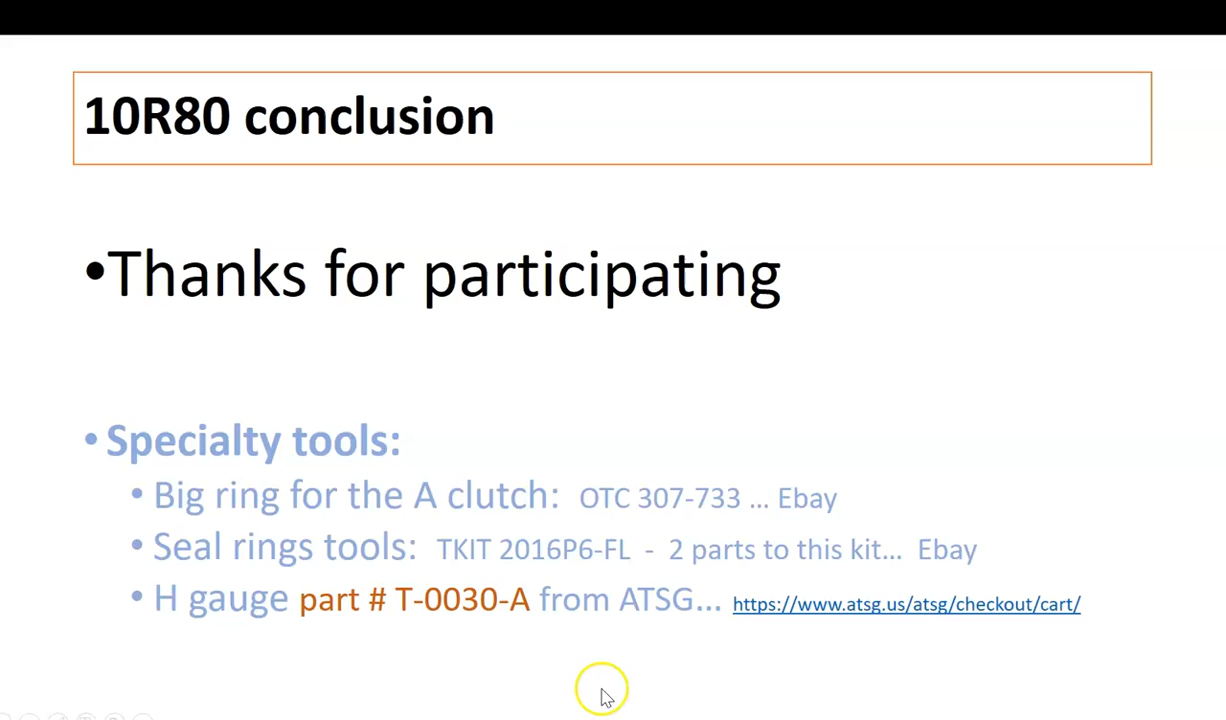 10R80 conclusion
•Thanks for participating
• Specialty tools:
• Big ring for the A clutch: OTC 307-733 ... Ebay
• Seal rings tools: TKIT 2016P6-FL - 2 parts to this kit... Ebay
• H gauge part # T-0030-A from ATSG... https://www.atsg.us/atsg/checkout/cart/